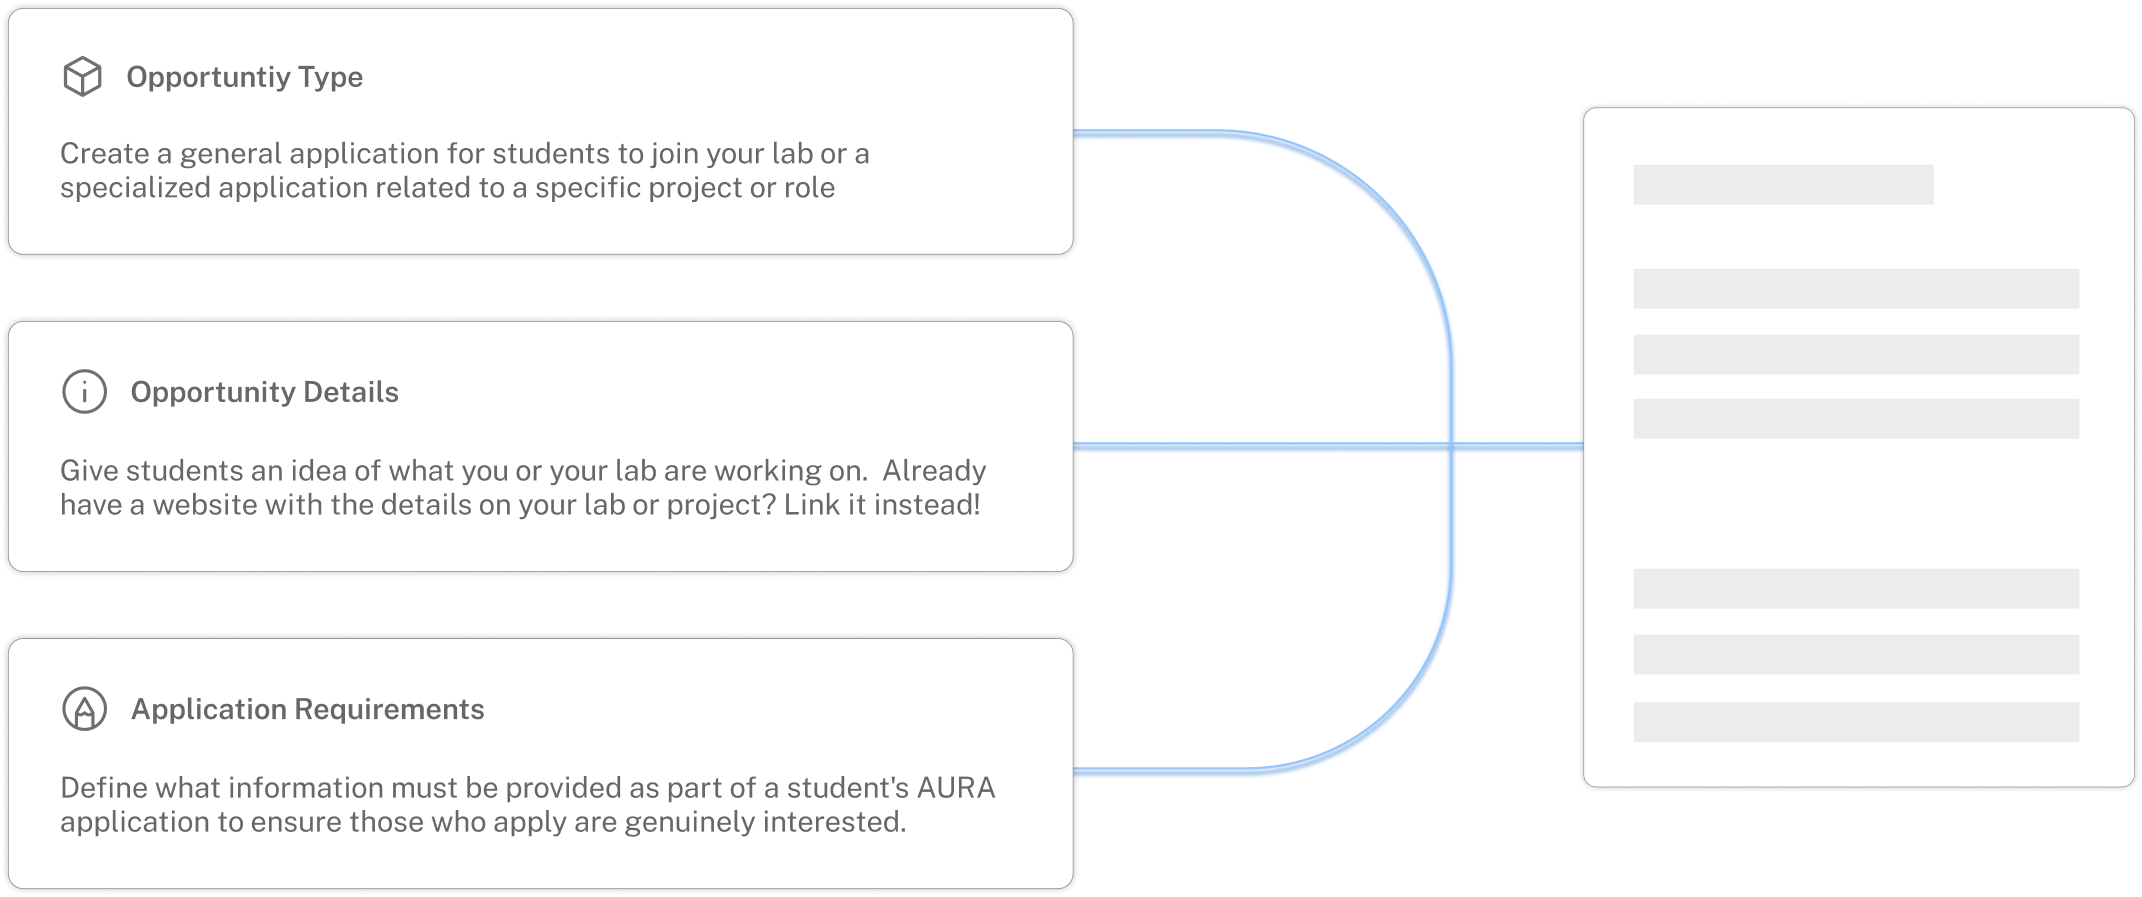 Opportuntiy Type
Create a general application for students to join your lab or a
specialized application related to a specific project or role
Opportunity Details
Give students an idea of what you or your lab are working on.  Already
have a website with the details on your lab or project? Link it instead!
Application Requirements
Define what information must be provided as part of a student's AURA
application to ensure those who apply are genuinely interested.